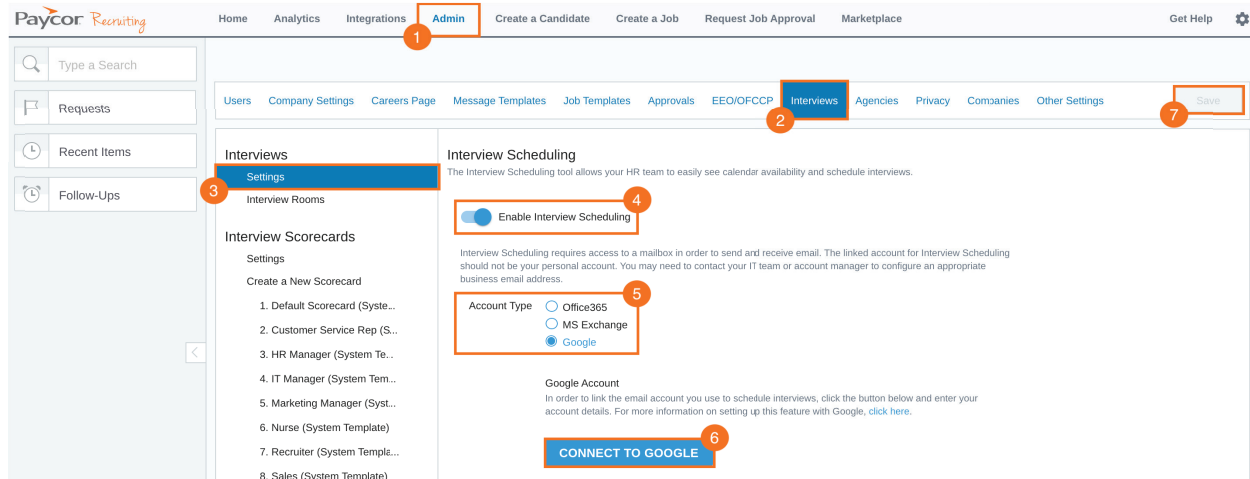 Paycor Recruiting
Home Analytics Integrations Admin Create a Candidate Create a Job Request Job Approval Marketplace Get Help
1
Type a Search
Requests
Recent Items
Follow-Ups
Users Company Settings Careers Page Message Templates Job Templates Approvals EEO/OFCCP Interviews Agencies Privacy Companies Other Settings Save
2
7
Interviews
Settings
3
Interview Rooms
Interview Scorecards
Settings
Create a New Scorecard
1. Default Scorecard (Syste...
2. Customer Service Rep (S...
3. HR Manager (System Te...
4. IT Manager (System Tem...
5. Marketing Manager (Syst...
6. Nurse (System Template)
7. Recruiter (System Templa...
8. Sales (System Template)
Interview Scheduling
The Interview Scheduling tool allows your HR team to easily see calendar availability and schedule interviews.
4
Enable Interview Scheduling
Interview Scheduling requires access to a mailbox in order to send and receive email. The linked account for Interview Scheduling
should not be your personal account. You may need to contact your IT team or account manager to configure an appropriate
business email address.
5
Account Type Office365
MS Exchange
Google
Google Account
In order to link the email account you use to schedule interviews, click the button below and enter your
account details. For more information on setting up this feature with Google, click here.
6
CONNECT TO GOOGLE